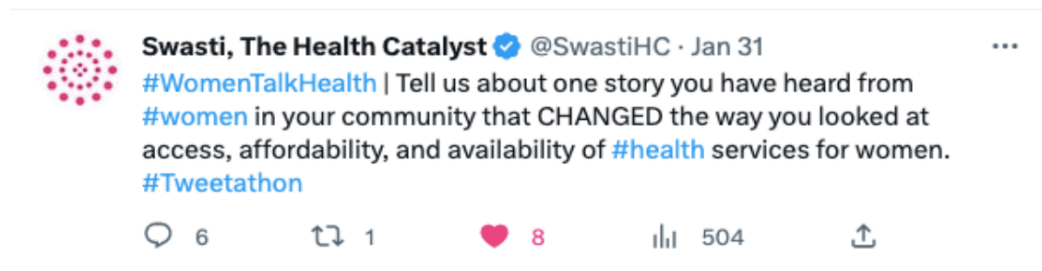 Swasti, The Health Catalyst @SwastiHC · Jan 31
#WomenTalkHealth | Tell us about one story you have heard from
#women in your community that CHANGED the way you looked at
access, affordability, and availability of #health services for women.
#Tweetathon
6 1 8 504